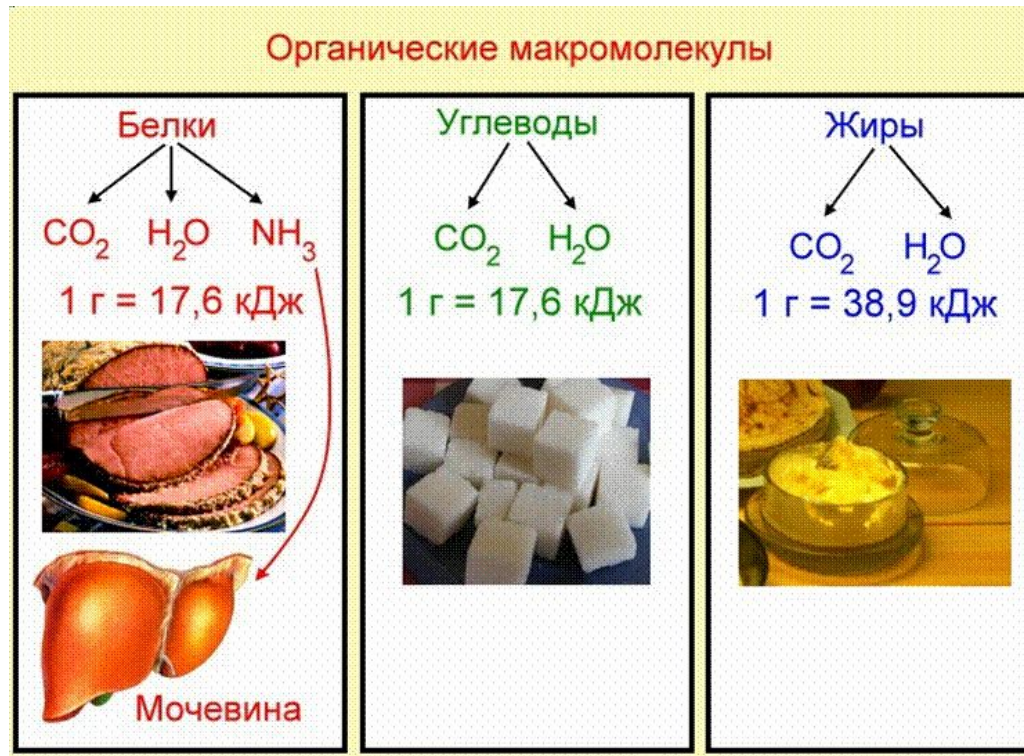 Органические макромолекулы
Белки
CO₂ H₂O NH₃
1 г = 17,6 кДж
Мочевина
Углеводы
CO₂ H₂O
1 г = 17,6 кДж
Жиры
CO₂ H₂O
1 г = 38,9 кДж